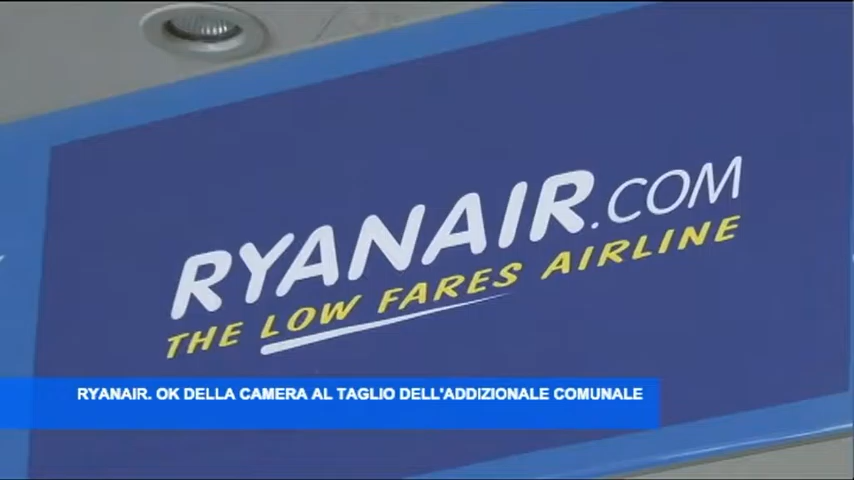 RYANAIR.COM
THE LOW FARES AIRLINE
RYANAIR. OK DELLA CAMERA AL TAGLIO DELL'ADDIZIONALE COMUNALE